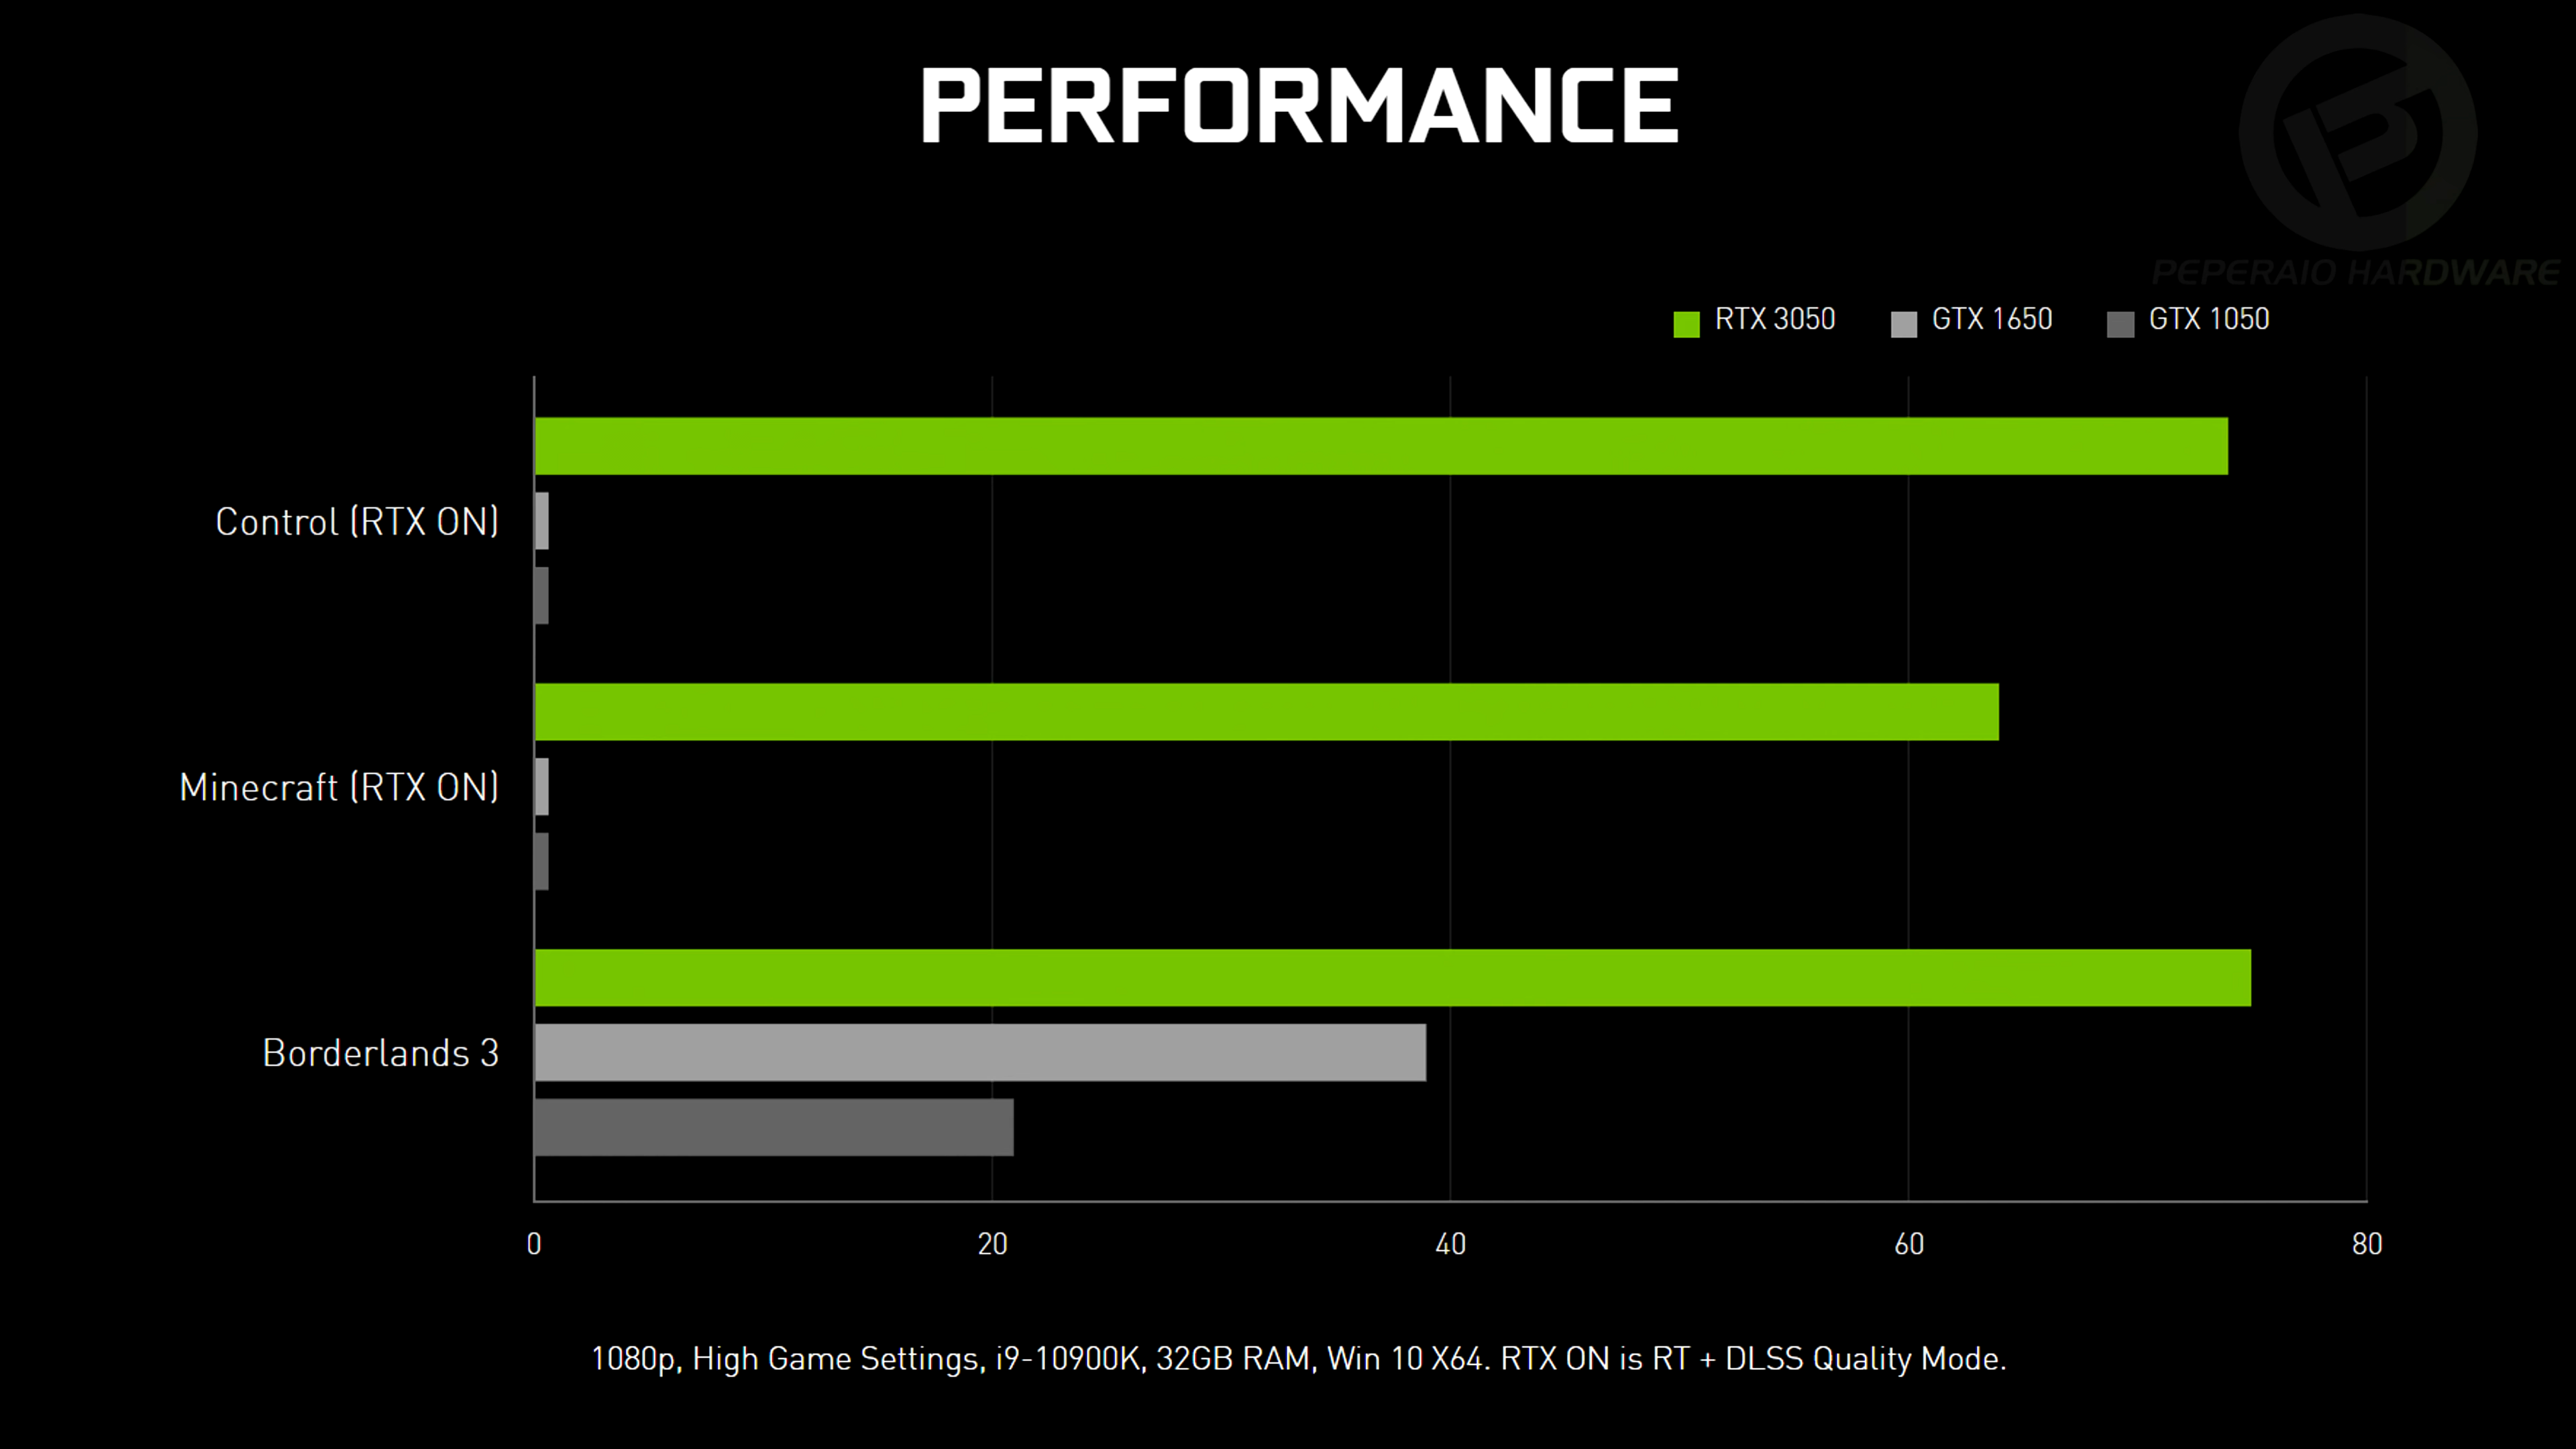 PERFORMANCE
PEPERAIO HARDWARE
RTX 3050 GTX 1650 GTX 1050
Control (RTX ON)
Minecraft (RTX ON)
Borderlands 3
0 20 40 60 80
1080p, High Game Settings, i9-10900K, 32GB RAM, Win 10 X64. RTX ON is RT + DLSS Quality Mode.